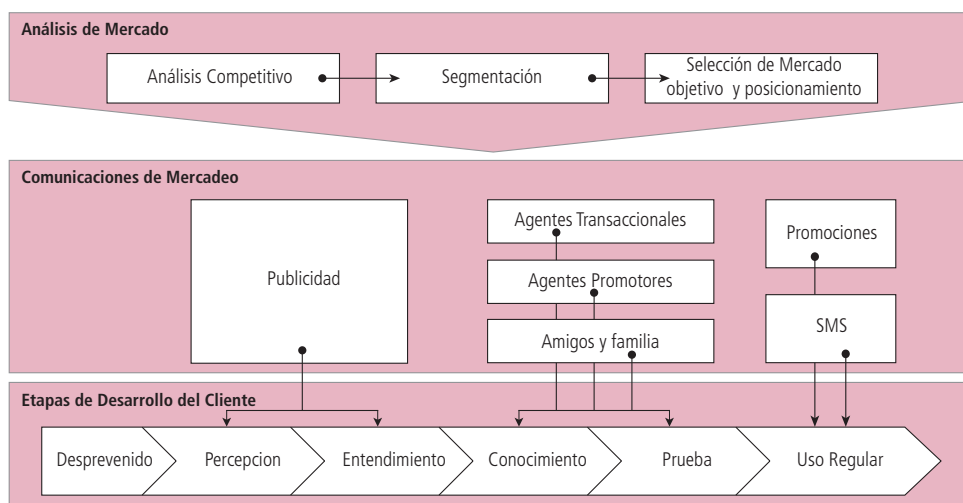 Análisis de Mercado
Análisis Competitivo
Segmentación
Selección de Mercado
objetivo y posicionamiento
Comunicaciones de Mercadeo
Publicidad
Agentes Transaccionales
Agentes Promotores
Amigos y familia
Promociones
SMS
Etapas de Desarrollo del Cliente
Desprevenido
Percepcion
Entendimiento
Conocimiento
Prueba
Uso Regular